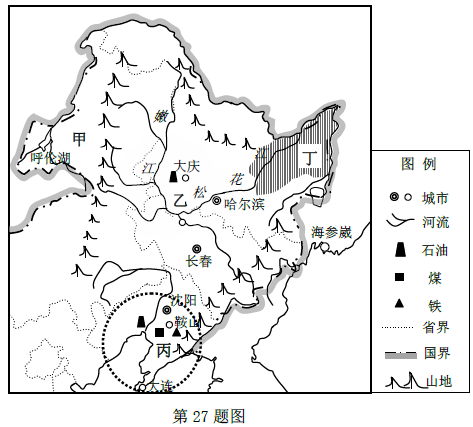 嫩
江
甲
呼伦湖
大庆
乙
松
花
江
丁
哈尔滨
海参崴
长春
沈阳
鞍山
丙
大连
图 例
城市
河流
石油
煤
铁
省界
国界
山地
第 27 题图